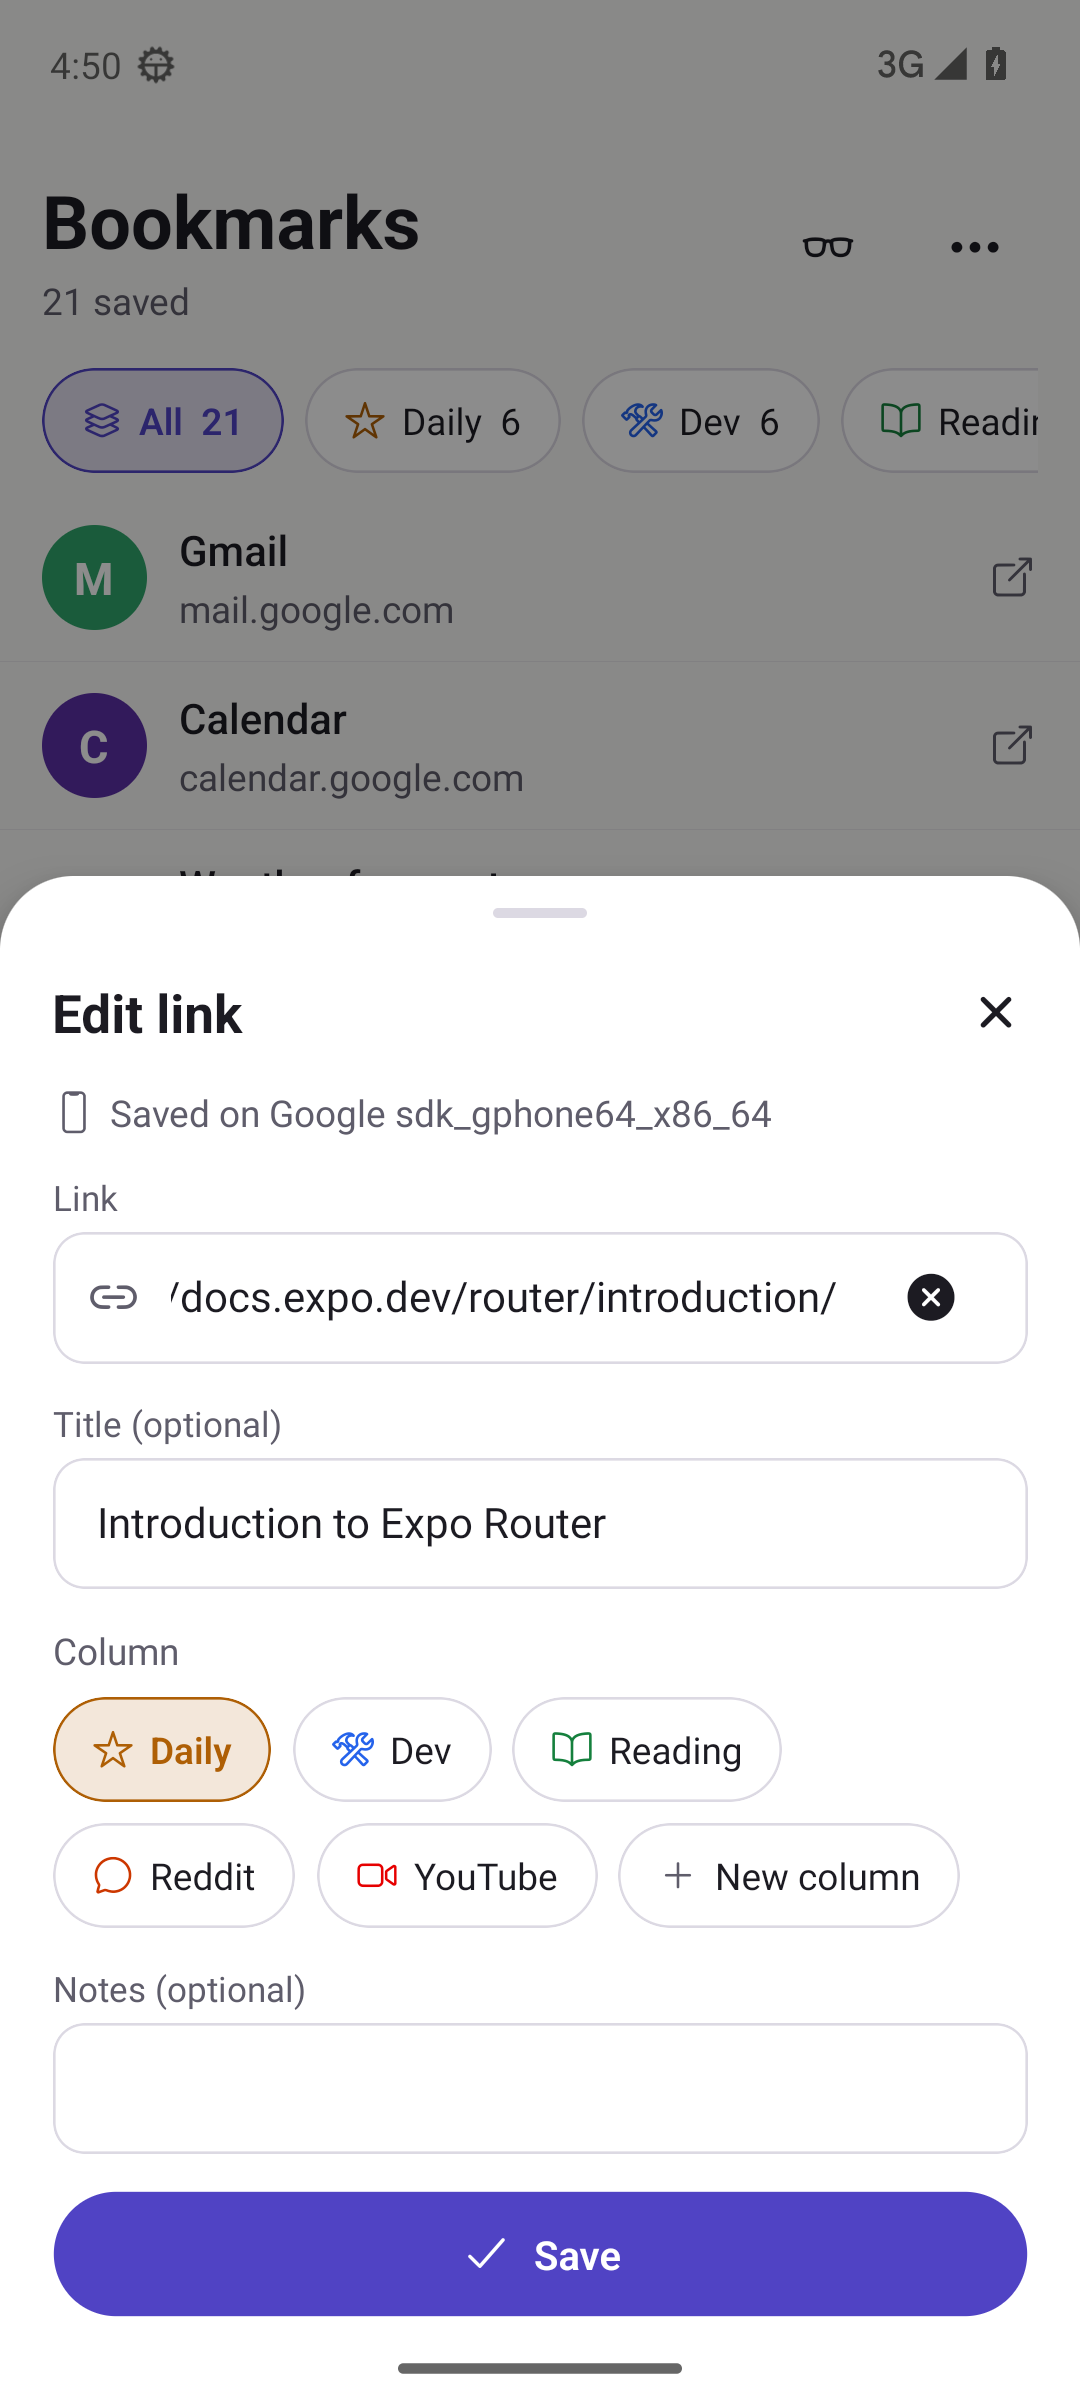 4:50 3G
Bookmarks
21 saved
All 21 Daily 6 Dev 6 Readin
M Gmail
mail.google.com
C Calendar
calendar.google.com
Edit link
Saved on Google sdk_gphone64_x86_64
Link
/docs.expo.dev/router/introduction/
Title (optional)
Introduction to Expo Router
Column
Daily Dev Reading
Reddit YouTube New column
Notes (optional)
Save